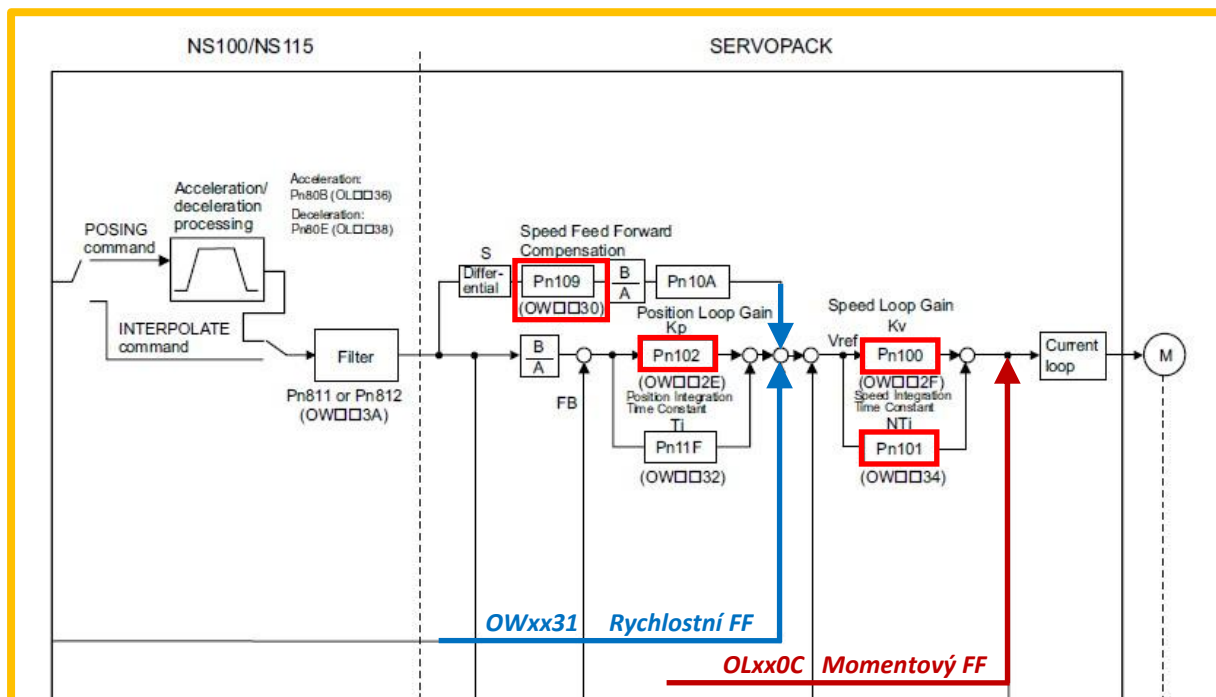 NS100/NS115
SERVOPACK
Acceleration/
deceleration
processing
Acceleration:
Pn80B (OL□□36)
Deceleration:
Pn80E (OL□□38)
POSING
command
INTERPOLATE
command
Filter
Pn811 or Pn812
(OW□□3A)
Speed Feed Forward
Compensation
S
Differ-
ential
Pn109
B
A
Pn10A
(OW□□30)
Position Loop Gain
Kp
B
A
Pn102
(OW□□2E)
FB
Position Integration
Time Constant
Ti
Pn11F
(OW□□32)
Speed Loop Gain
Kv
Vref
Pn100
(OW□□2F)
Speed Integration
Time Constant
NTi
Pn101
(OW□□34)
Current
loop
M
OWxx31 Rychlostní FF
OLxx0C Momentový FF